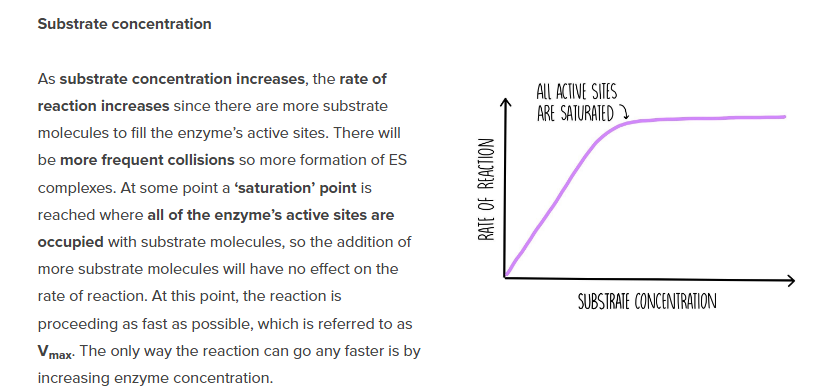 Substrate concentration
As substrate concentration increases, the rate of
reaction increases since there are more substrate
molecules to fill the enzyme's active sites. There will
be more frequent collisions so more formation of ES
complexes. At some point a 'saturation' point is
reached where all of the enzyme's active sites are
occupied with substrate molecules, so the addition of
more substrate molecules will have no effect on the
rate of reaction. At this point, the reaction is
proceeding as fast as possible, which is referred to as
Vmax. The only way the reaction can go any faster is by
increasing enzyme concentration.
ALL ACTIVE SITES
ARE SATURATED
RATE OF REACTION
SUBSTRATE CONCENTRATION